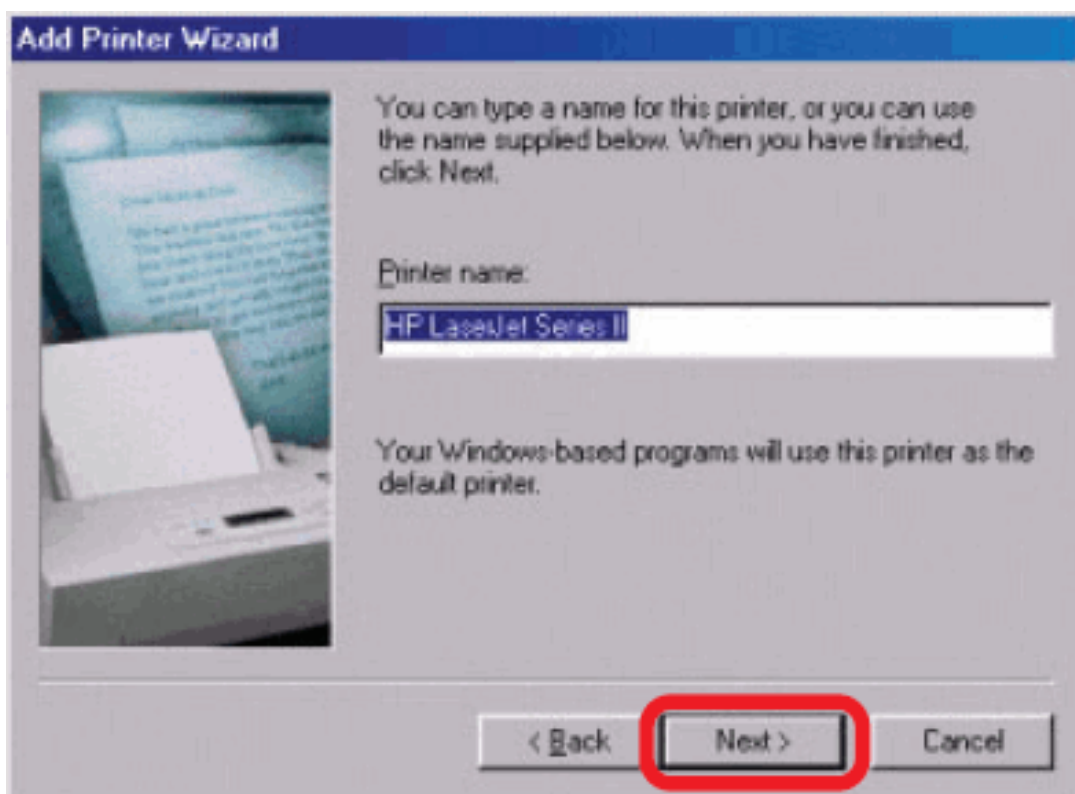 Add Printer Wizard
You can type a name for this printer, or you can use
the name supplied below. When you have finished,
click Next.
Printer name:
HP LaserJet Series II
Your Windows-based programs will use this printer as the
default printer.
< Back
Next >
Cancel